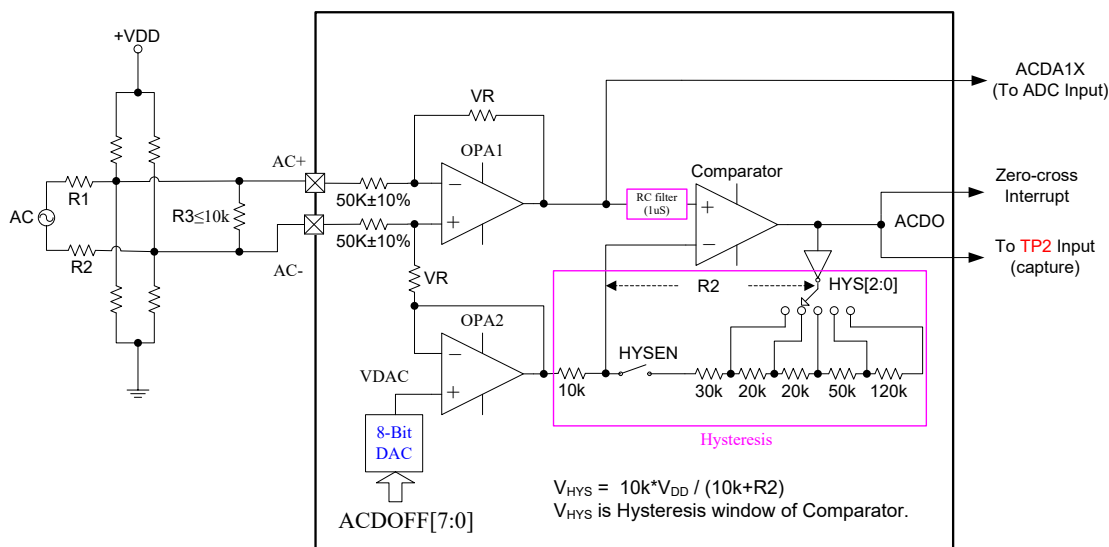 +VDD
AC
R1
R2
R3≤10k
AC+
AC-
50K±10%
50K±10%
VR
VR
OPA1
OPA2
−
+
−
+
VDAC
8-Bit
DAC
ACDOFF[7:0]
RC filter
(1uS)
Comparator
+
−
R2
HYS[2:0]
HYSEN
10k
30k
20k
20k
50k
120k
Hysteresis
ACDA1X
(To ADC Input)
Zero-cross
Interrupt
ACDO
To TP2 Input
(capture)
VHYS = 10k*VDD / (10k+R2)
VHYS is Hysteresis window of Comparator.